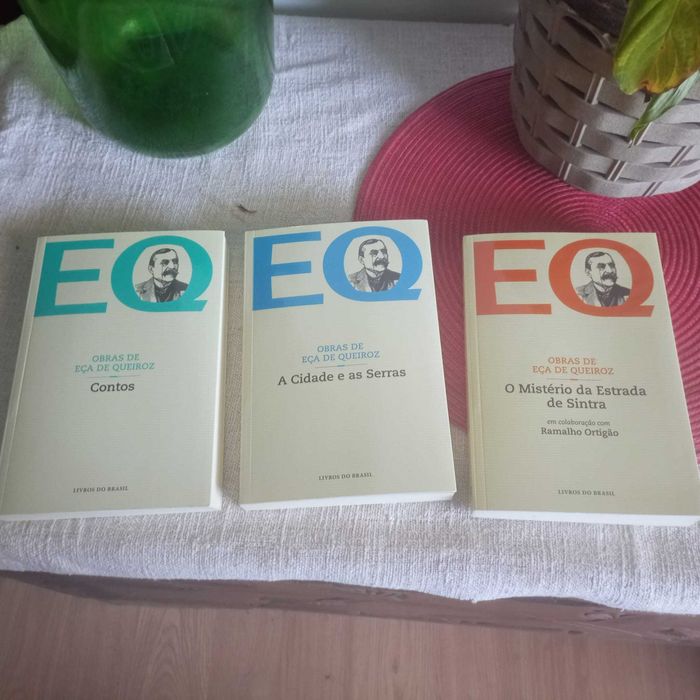 EQ
OBRAS DE
EÇA DE QUEIROZ
Contos
LIVROS DO BRASIL
EQ
OBRAS DE
EÇA DE QUEIROZ
A Cidade e as Serras
LIVROS DO BRASIL
EQ
OBRAS DE
EÇA DE QUEIROZ
O Mistério da Estrada
de Sintra
em colaboração com
Ramalho Ortigão
LIVROS DO BRASIL